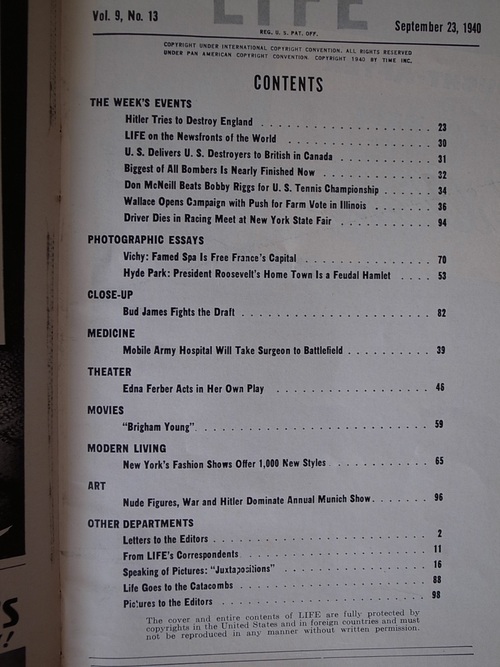 LIFE
Vol. 9, No. 13
REG. U. S. PAT. OFF.
September 23, 1940
COPYRIGHT UNDER INTERNATIONAL COPYRIGHT CONVENTION. ALL RIGHTS RESERVED
UNDER PAN AMERICAN COPYRIGHT CONVENTION. COPYRIGHT 1940 BY TIME INC.
CONTENTS
THE WEEK'S EVENTS
Hitler Tries to Destroy England . . . . . . . . . . . . . . 23
LIFE on the Newsfronts of the World . . . . . . . . . . . . 30
U. S. Delivers U. S. Destroyers to British in Canada . . . . . . . . 31
Biggest of All Bombers Is Nearly Finished Now . . . . . . . . . 32
Don McNeill Beats Bobby Riggs for U. S. Tennis Championship . . . . . 34
Wallace Opens Campaign with Push for Farm Vote in Illinois . . . . . 36
Driver Dies in Racing Meet at New York State Fair . . . . . . . . 94
PHOTOGRAPHIC ESSAYS
Vichy: Famed Spa Is Free France's Capital . . . . . . . . . . 70
Hyde Park: President Roosevelt's Home Town Is a Feudal Hamlet . . . . 53
CLOSE-UP
Bud James Fights the Draft . . . . . . . . . . . . . . 82
MEDICINE
Mobile Army Hospital Will Take Surgeon to Battlefield . . . . . . . 39
THEATER
Edna Ferber Acts in Her Own Play . . . . . . . . . . . . 46
MOVIES
"Brigham Young" . . . . . . . . . . . . . . . . . 59
MODERN LIVING
New York's Fashion Shows Offer 1,000 New Styles . . . . . . . . 65
ART
Nude Figures, War and Hitler Dominate Annual Munich Show . . . . . 96
OTHER DEPARTMENTS
Letters to the Editors . . . . . . . . . . . . . . . . 2
From LIFE's Correspondents . . . . . . . . . . . . . . 11
Speaking of Pictures: "Juxtapositions" . . . . . . . . . . . 16
Life Goes to the Catacombs . . . . . . . . . . . . . . 88
Pictures to the Editors . . . . . . . . . . . . . . . 98
The cover and entire contents of LIFE are fully protected by
copyrights in the United States and in foreign countries and must
not be reproduced in any manner without written permission.